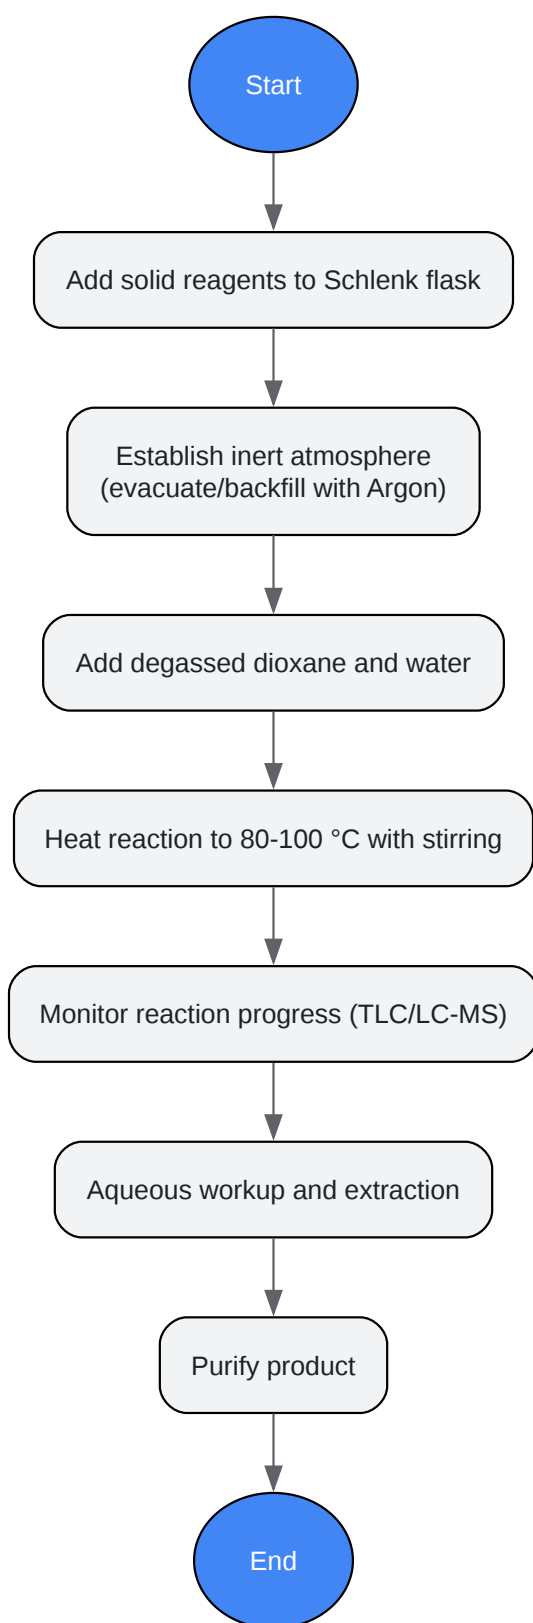 Start
Add solid reagents to Schlenk flask
Establish inert atmosphere
(evacuate/backfill with Argon)
Add degassed dioxane and water
Heat reaction to 80-100 °C with stirring
Monitor reaction progress (TLC/LC-MS)
Aqueous workup and extraction
Purify product
End